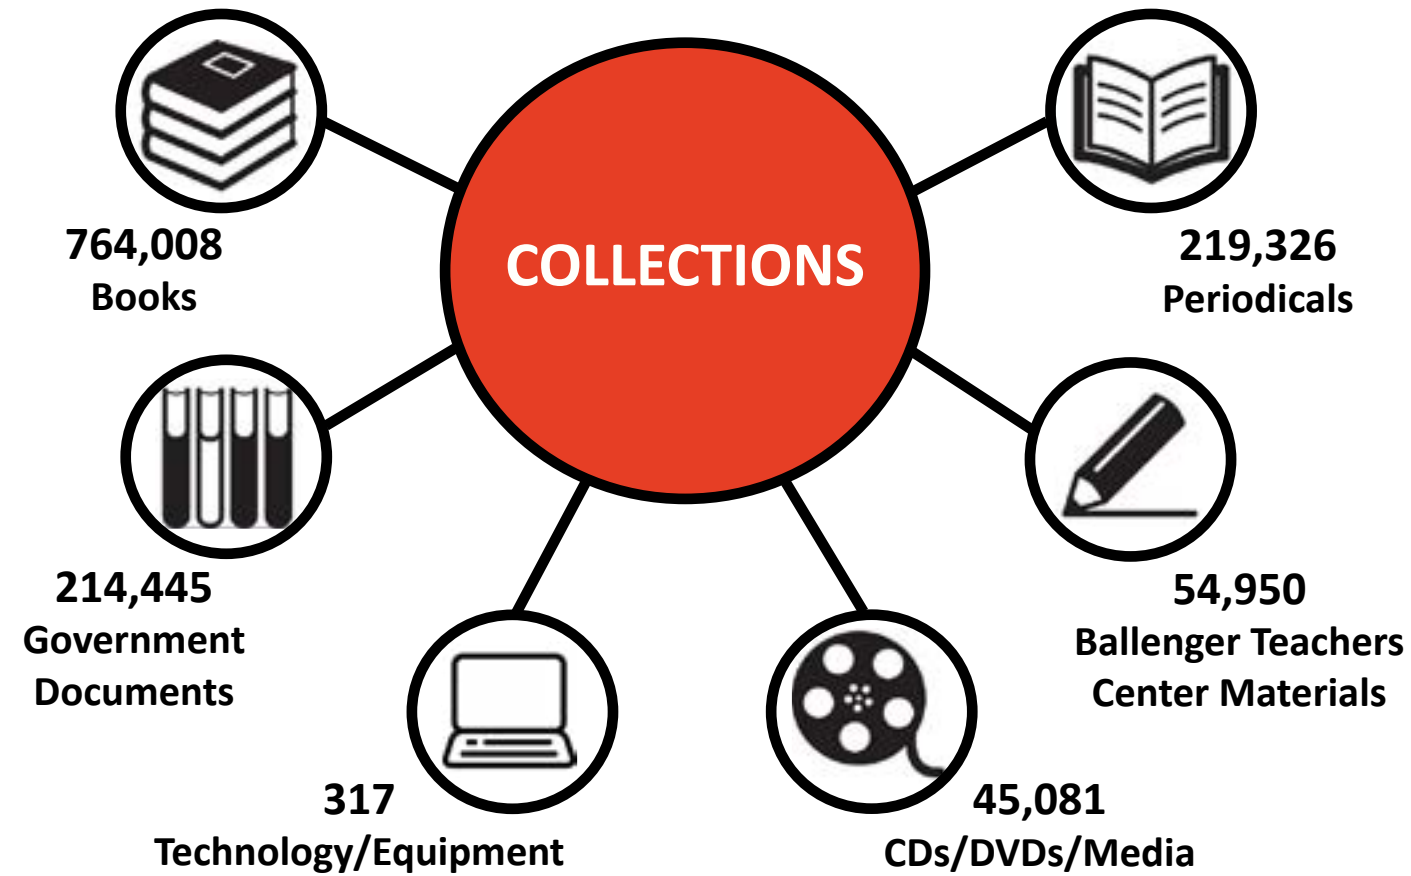 COLLECTIONS
764,008
Books
219,326
Periodicals
214,445
Government
Documents
54,950
Ballenger Teachers
Center Materials
317
Technology/Equipment
45,081
CDs/DVDs/Media